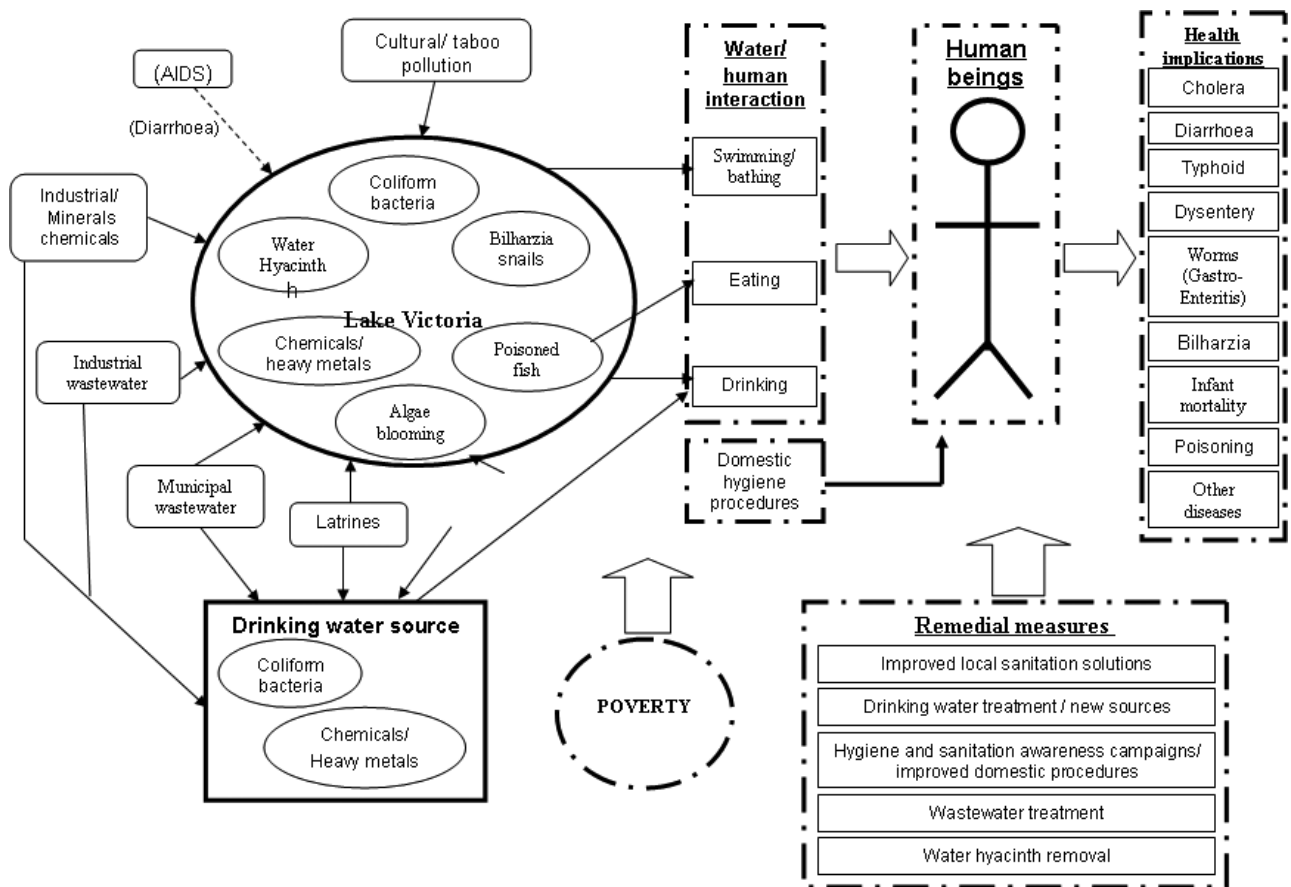 (AIDS)
(Diarrhoea)
Cultural/ taboo
pollution
Industrial/
Minerals
chemicals
Industrial
wastewater
Municipal
wastewater
Latrines
Coliform
bacteria
Water
Hyacinth
h
Bilharzia
snails
Lake Victoria
Chemicals/
heavy metals
Poisoned
fish
Algae
blooming
Drinking water source
Coliform
bacteria
Chemicals/
Heavy metals
Water/
human
interaction
Swimming/
bathing
Eating
Drinking
Domestic
hygiene
procedures
POVERTY
Human
beings
Health
implications
Cholera
Diarrhoea
Typhoid
Dysentery
Worms
(Gastro-
Enteritis)
Bilharzia
Infant
mortality
Poisoning
Other
diseases
Remedial measures
Improved local sanitation solutions
Drinking water treatment / new sources
Hygiene and sanitation awareness campaigns/
improved domestic procedures
Wastewater treatment
Water hyacinth removal